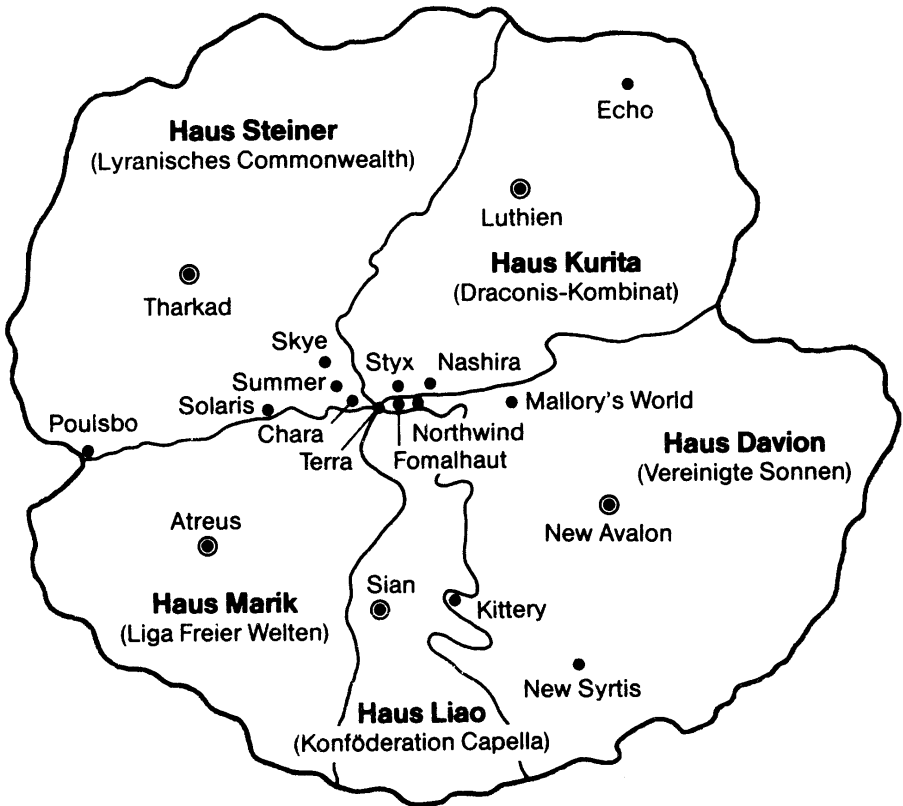 Echo
Haus Steiner
(Lyranisches Commonwealth)
Luthien
Haus Kurita
(Draconis-Kombinat)
Tharkad
Skye
Styx
Nashira
Summer
Solaris
Mallory's World
Poulsbo
Chara
Northwind
Terra
Fomalhaut
Haus Davion
(Vereinigte Sonnen)
Atreus
New Avalon
Sian
Haus Marik
(Liga Freier Welten)
Kittery
New Syrtis
Haus Liao
(Konföderation Capella)